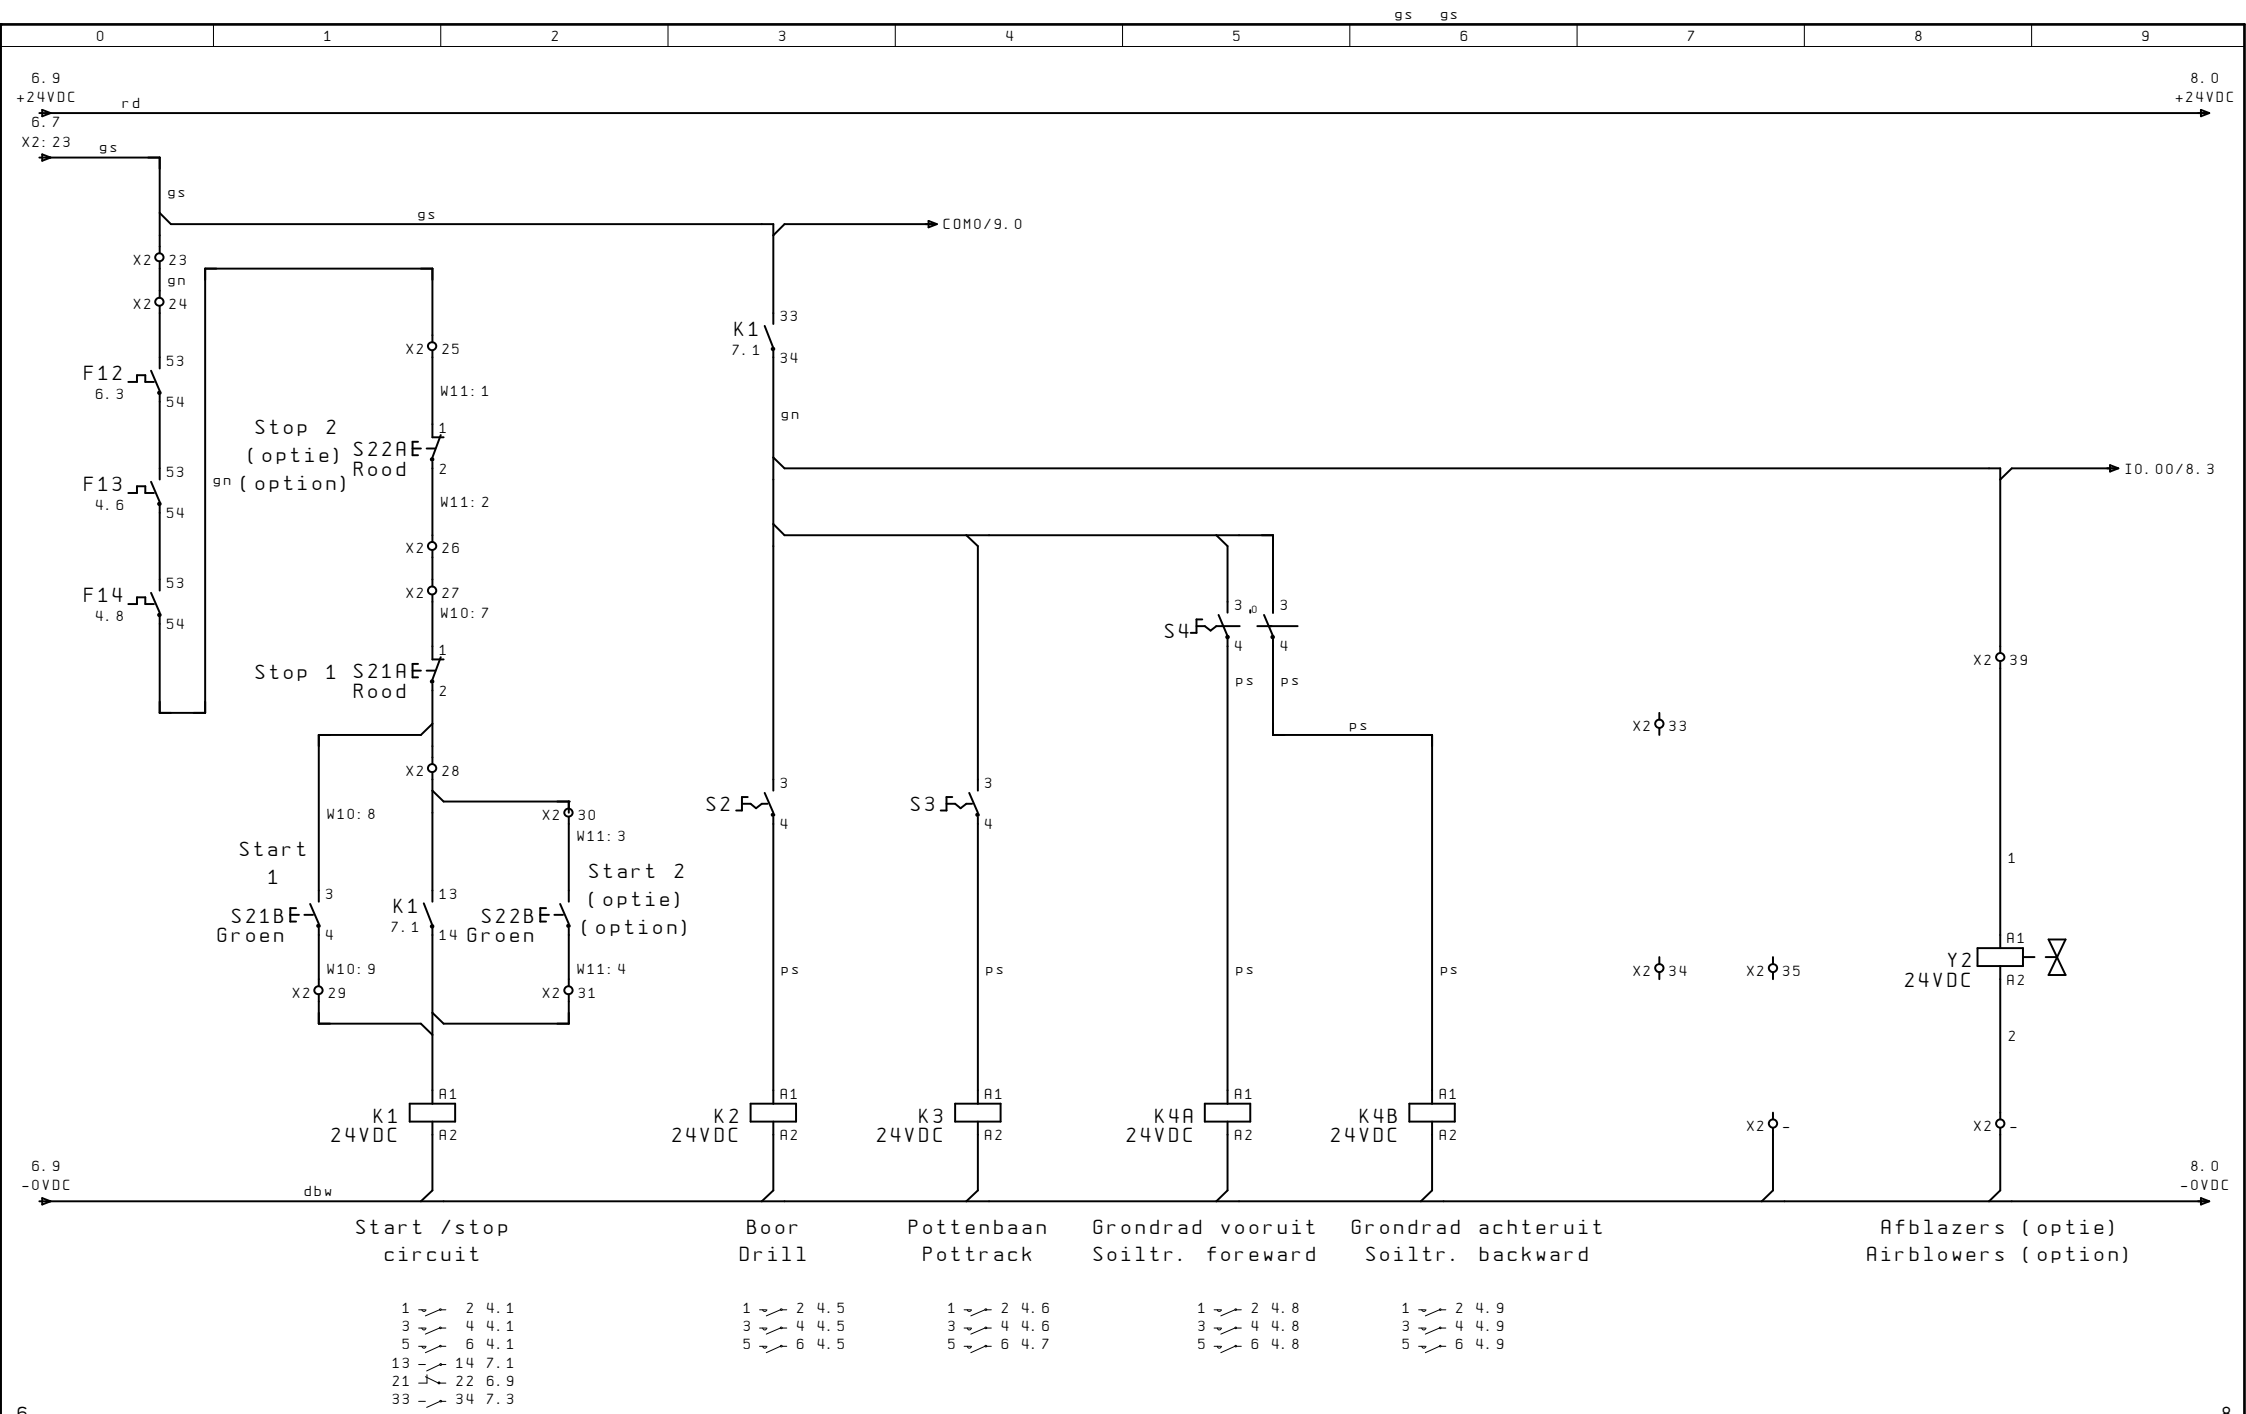 gs gs
0 1 2 3 4 5 6 7 8 9
6.9
+24VDC
rd
8.0
+24VDC
6.7
X2:23
gs
gs
gs
COM0/9.0
X2 23
gn
X2 24
X2 25
K1
7.1
33
34
F12
6.3
53
54
W11:1
gn
Stop 2
(optie)
(option)
S22A
Rood
1
2
F13
4.6
53
54
gn
W11:2
I0.00/8.3
X2 26
X2 27
W10:7
F14
4.8
53
54
S4
3
4
0
3
4
Stop 1
S21A
Rood
1
2
ps
ps
X2 39
ps
X2 33
X2 28
S2
3
4
S3
3
4
W10:8
X2 30
W11:3
Start
1
Start 2
(optie)
(option)
1
S21B
Groen
3
4
K1
7.1
13
14
S22B
Groen
W10:9
W11:4
ps
ps
ps
ps
X2 34
X2 35
Y2
24VDC
A1
A2
X2 29
X2 31
2
K1
24VDC
A1
A2
K2
24VDC
A1
A2
K3
24VDC
A1
A2
K4A
24VDC
A1
A2
K4B
24VDC
A1
A2
X2 -
X2 -
6.9
-0VDC
dbw
8.0
-0VDC
Start /stop
circuit
Boor
Drill
Pottenbaan
Pottrack
Grondrad vooruit
Soiltr. foreward
Grondrad achteruit
Soiltr. backward
Afblazers (optie)
Airblowers (option)
1 2 4.1
3 4 4.1
5 6 4.1
13 14 7.1
21 22 6.9
33 34 7.3
1 2 4.5
3 4 4.5
5 6 4.5
1 2 4.6
3 4 4.6
5 6 4.7
1 2 4.8
3 4 4.8
5 6 4.8
1 2 4.9
3 4 4.9
5 6 4.9